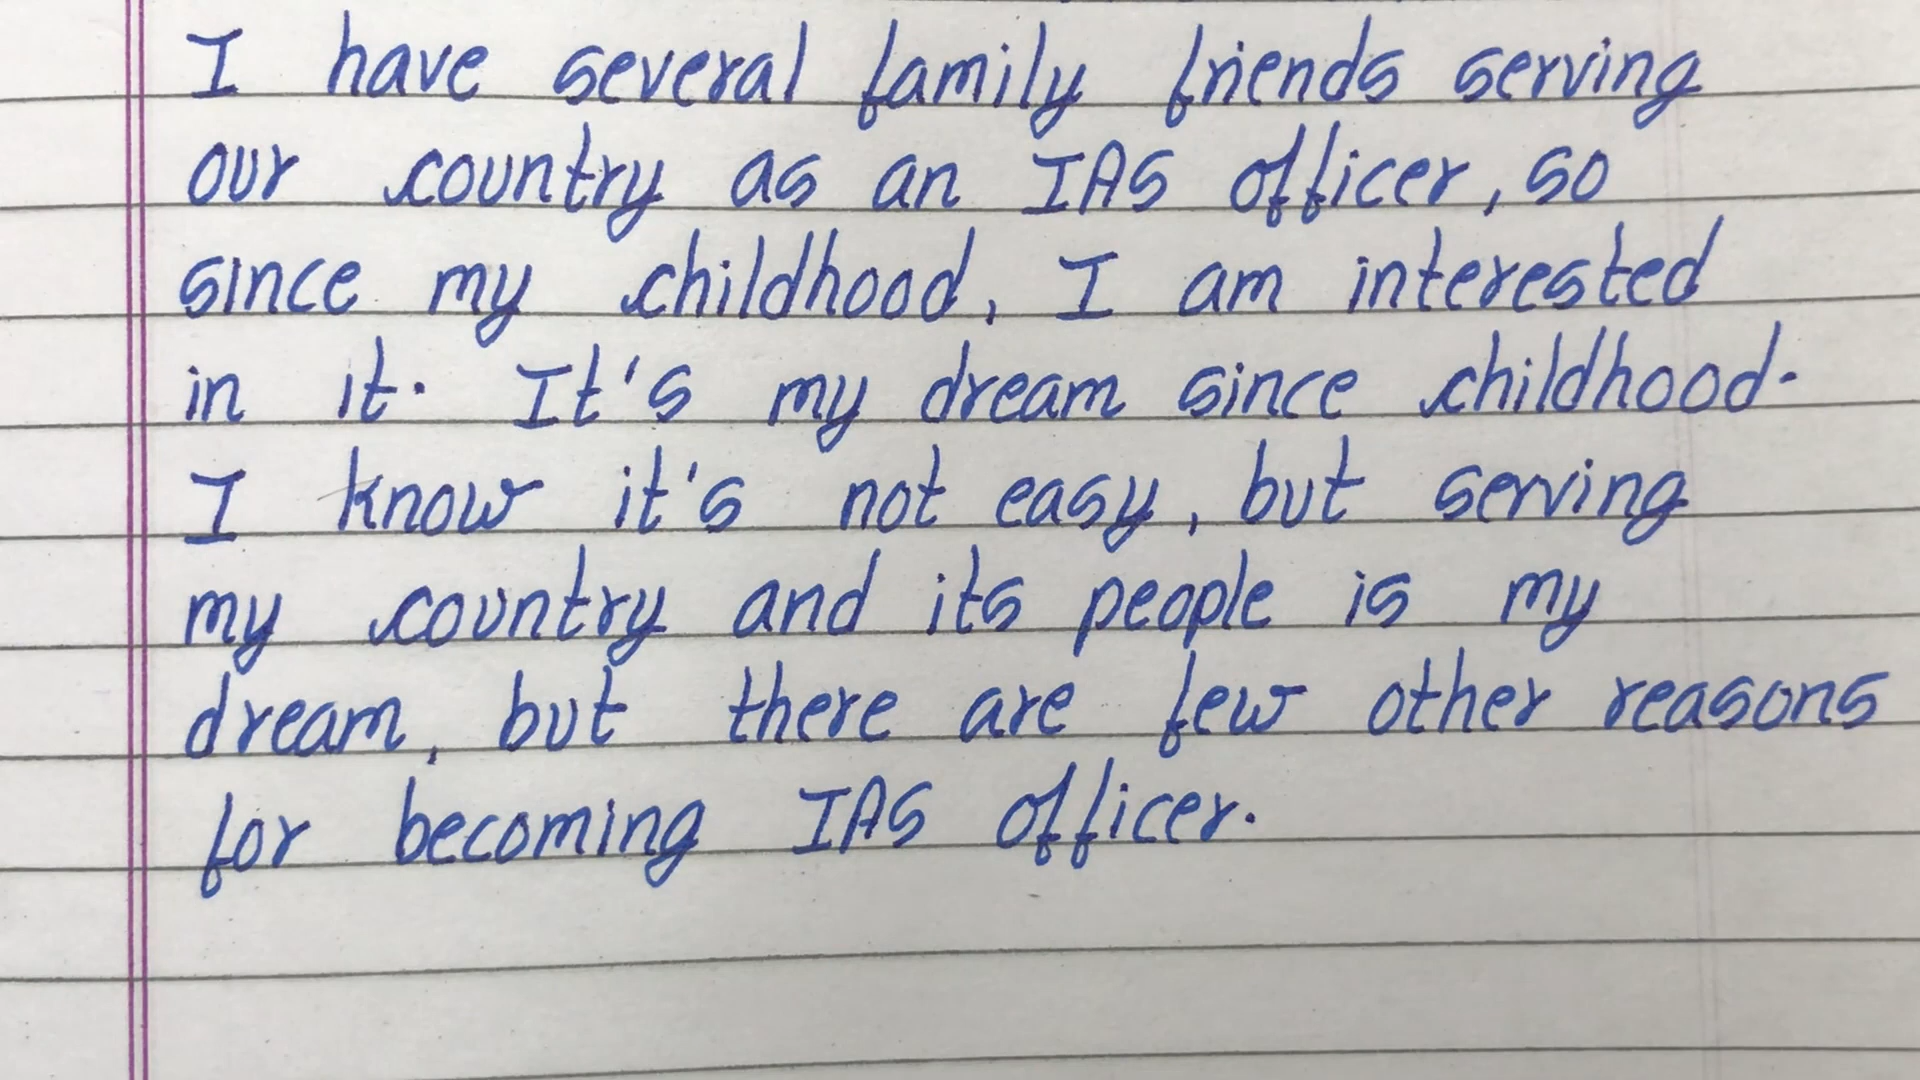 I have several family friends serving
our country as an IAS officer, so
since my childhood, I am interested
in it. It's my dream since childhood.
I know it's not easy, but serving
my country and its people is my
dream, but there are few other reasons
for becoming IAS officer.